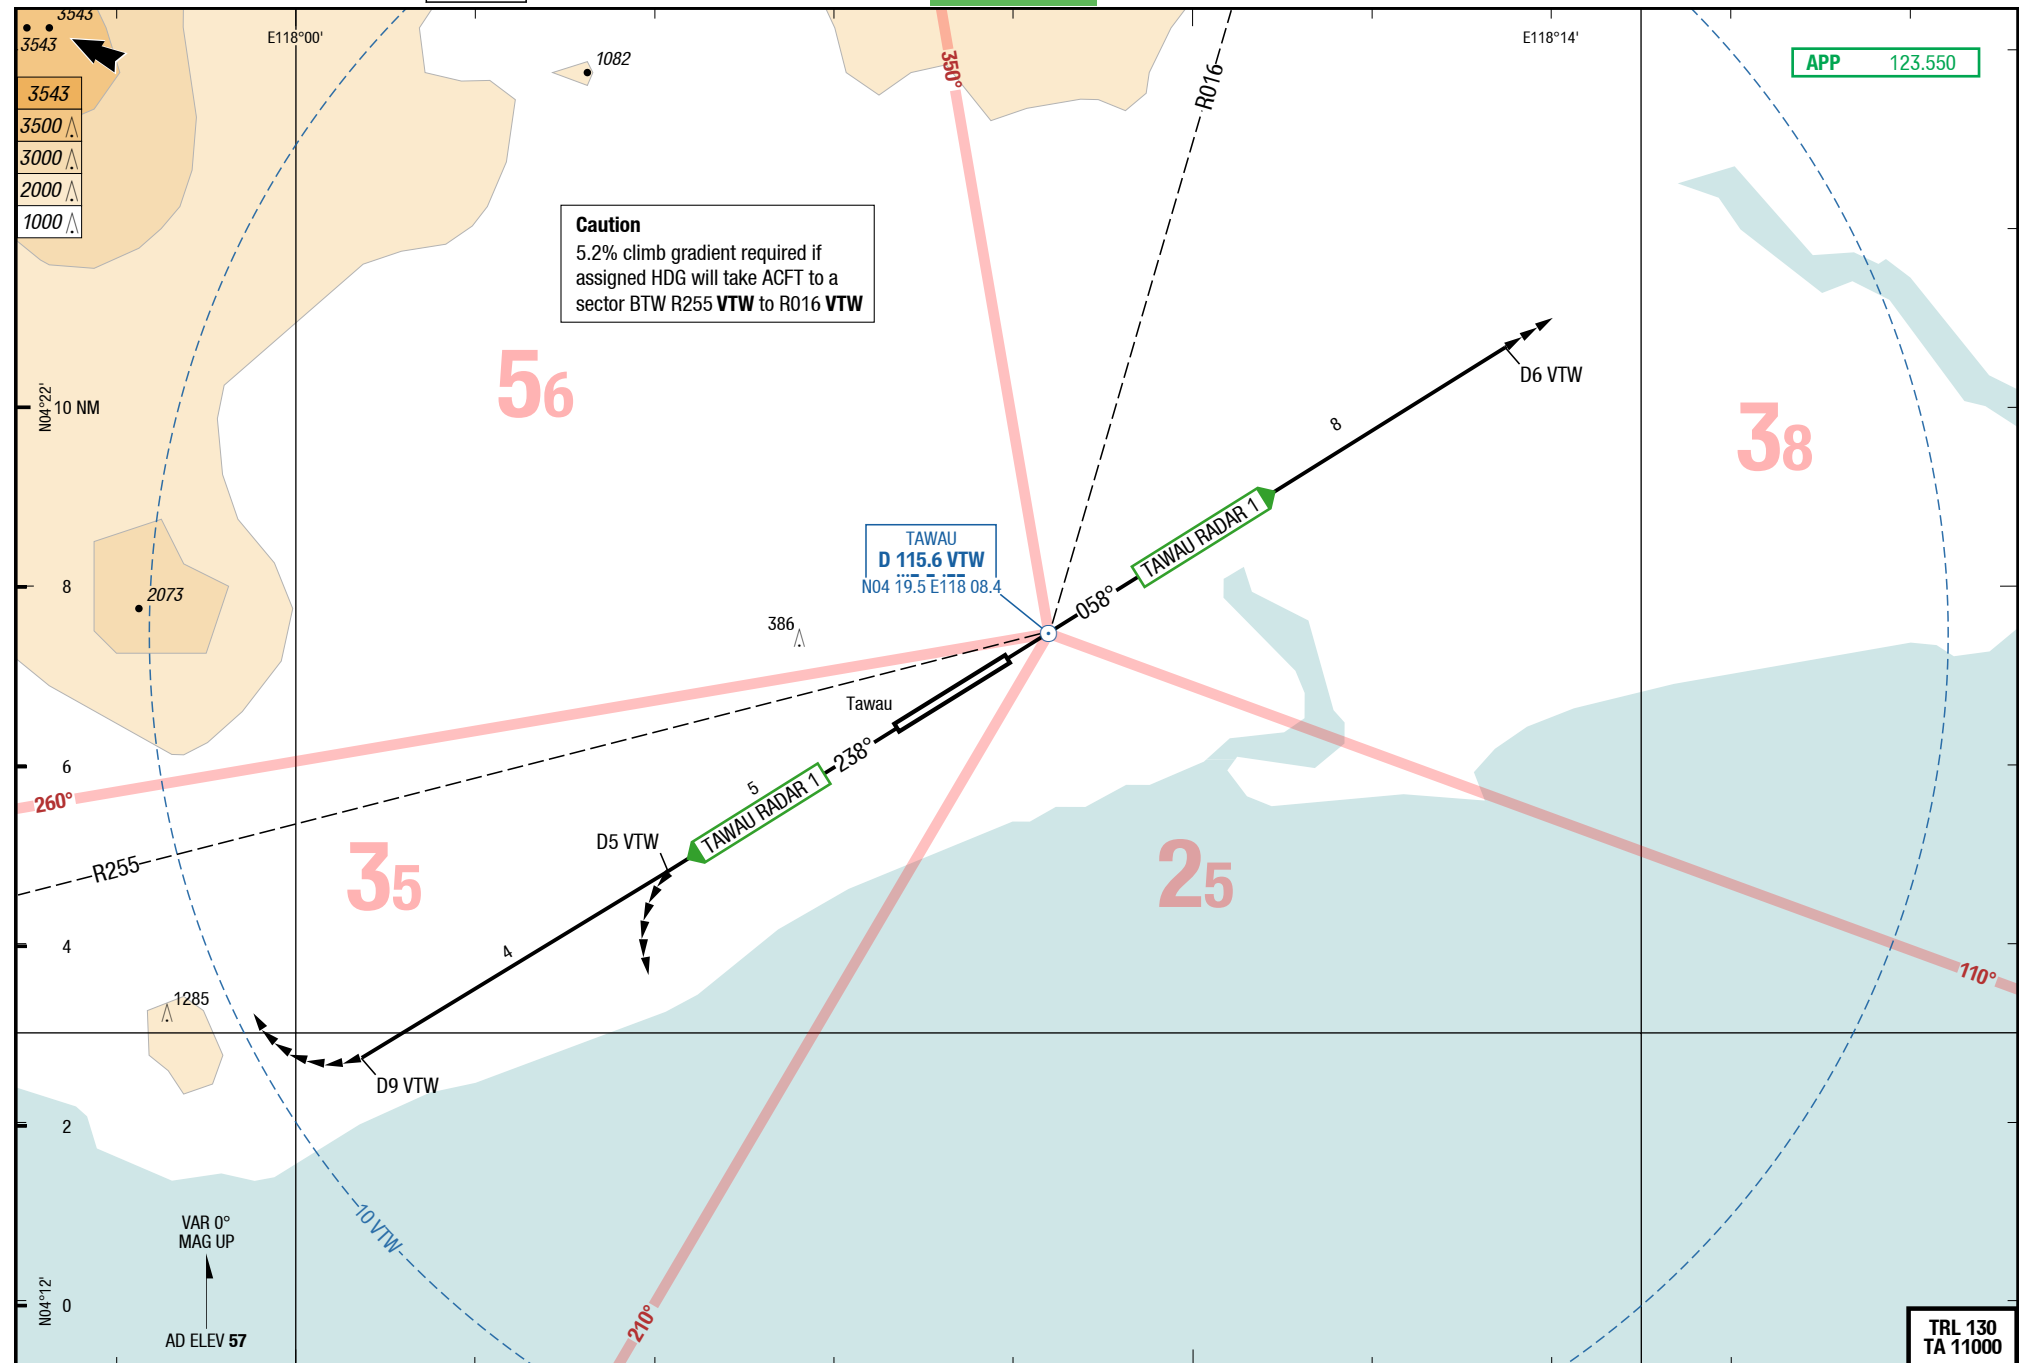 3543
3543
E118°00'
1082
350°
R016
E118°14'
APP 123.550
3543
3500
3000
2000
1000
Caution
5.2% climb gradient required if
assigned HDG will take ACFT to a
sector BTW R255 VTW to R016 VTW
56
D6 VTW
N04°22'
10 NM
8
38
TAWAU RADAR 1
TAWAU
D 115.6 VTW
N04 19.5 E118 08.4
058°
8
2073
386
Tawau
238°
6
260°
5
TAWAU RADAR 1
D5 VTW
R255
35
25
4
4
110°
1285
D9 VTW
2
10 VTW
VAR 0°
MAG UP
N04°12'
0
210°
AD ELEV 57
TRL 130
TA 11000